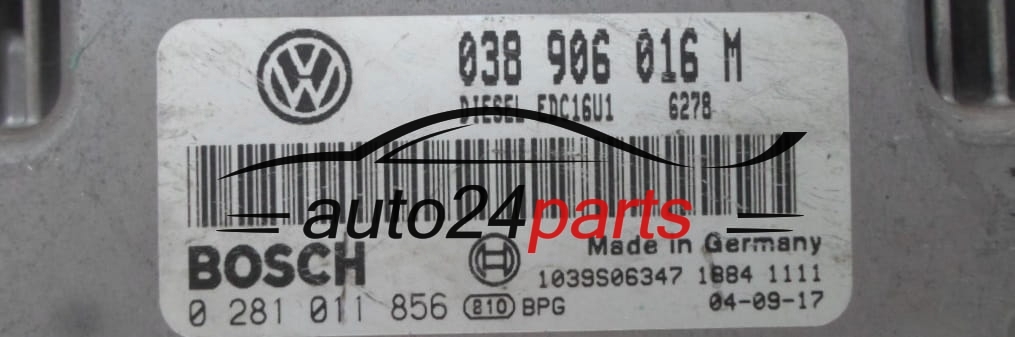 038 906 016 M
DIESEL EDC16U1 6278
auto24parts
Made in Germany
BOSCH
1039S06347 1884 1111
0 281 011 856 810 BPG
04-09-17